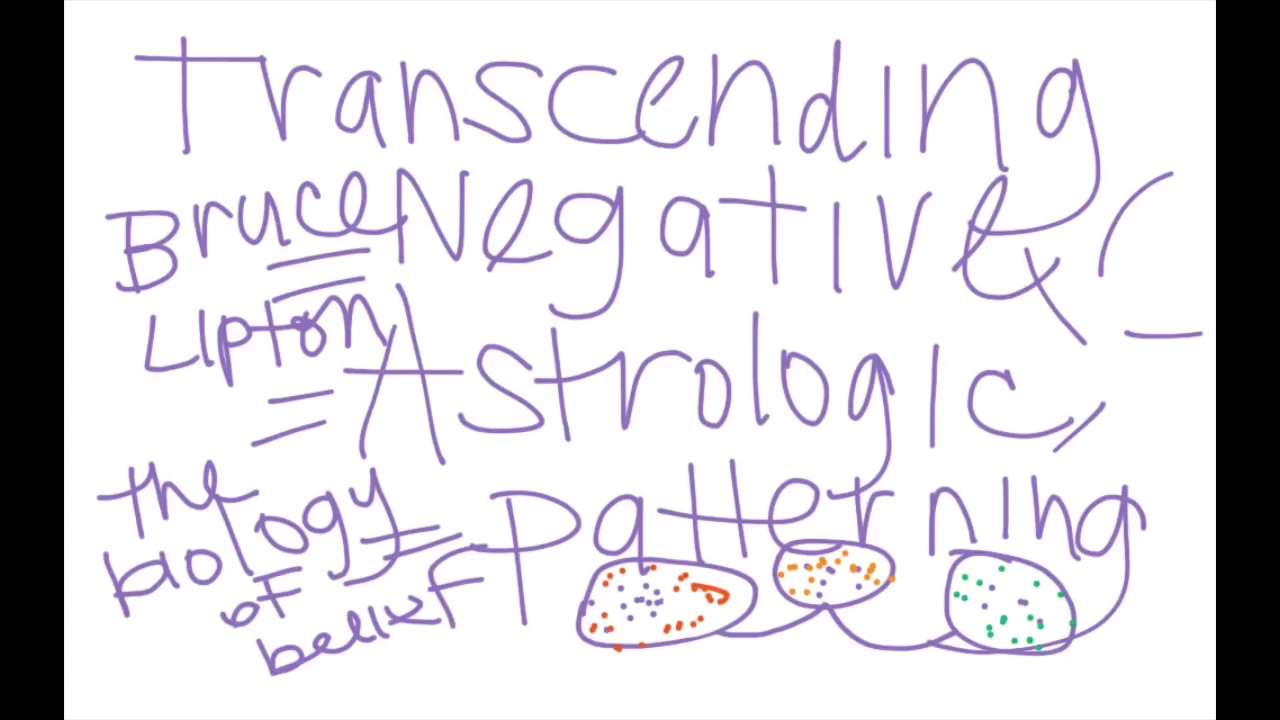 Transcending
Negative
Astrologic
Patterning
Bruce
Lipton
the
biology
of
belief